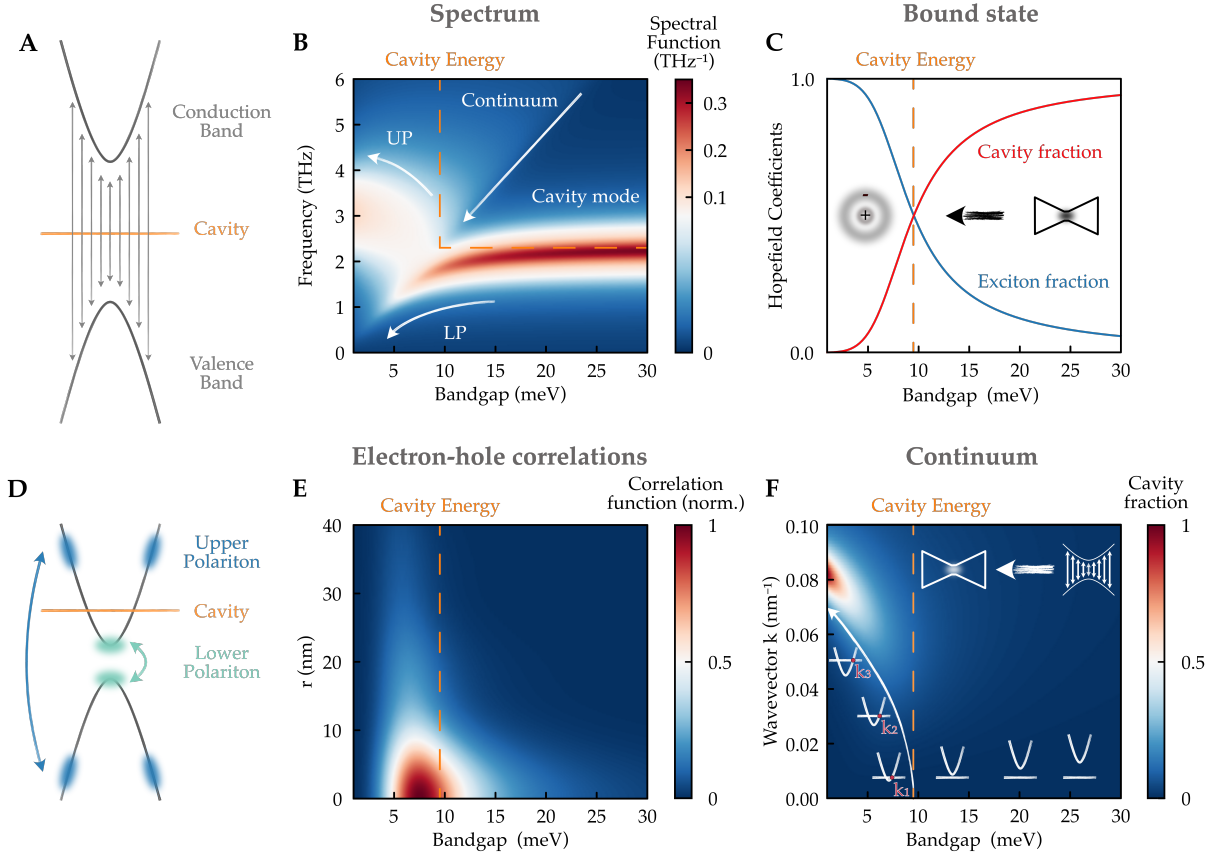 Spectrum
Bound state
A
Conduction
Band
Cavity
Valence
Band
B
Cavity Energy
Spectral
Function
(THz⁻¹)
Continuum
UP
Cavity mode
LP
Frequency (THz)
6
5
4
3
2
1
0
5
10
15
20
25
30
Bandgap (meV)
0.3
0.2
0.1
0
C
Cavity Energy
1.0
0.0
Hopefield Coefficients
Cavity fraction
Exciton fraction
-
+
5
10
15
20
25
30
Bandgap (meV)
Electron-hole correlations
Continuum
D
Upper
Polariton
Cavity
Lower
Polariton
E
Cavity Energy
Correlation
function (norm.)
r (nm)
40
30
20
10
0
5
10
15
20
25
30
Bandgap (meV)
1
0.5
0
F
Cavity Energy
Cavity
fraction
Wavevector k (nm⁻¹)
0.10
0.08
0.06
0.04
0.02
0.00
k₃
k₂
k₁
5
10
15
20
25
30
Bandgap (meV)
1
0.5
0